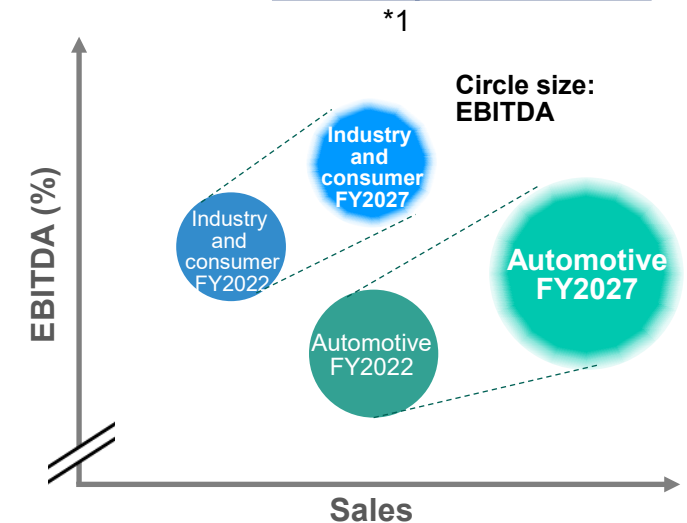 *1
Circle size:
EBITDA
Industry
and
consumer
FY2027
Industry
and
consumer
FY2022
Automotive
FY2027
Automotive
FY2022
EBITDA (%)
Sales